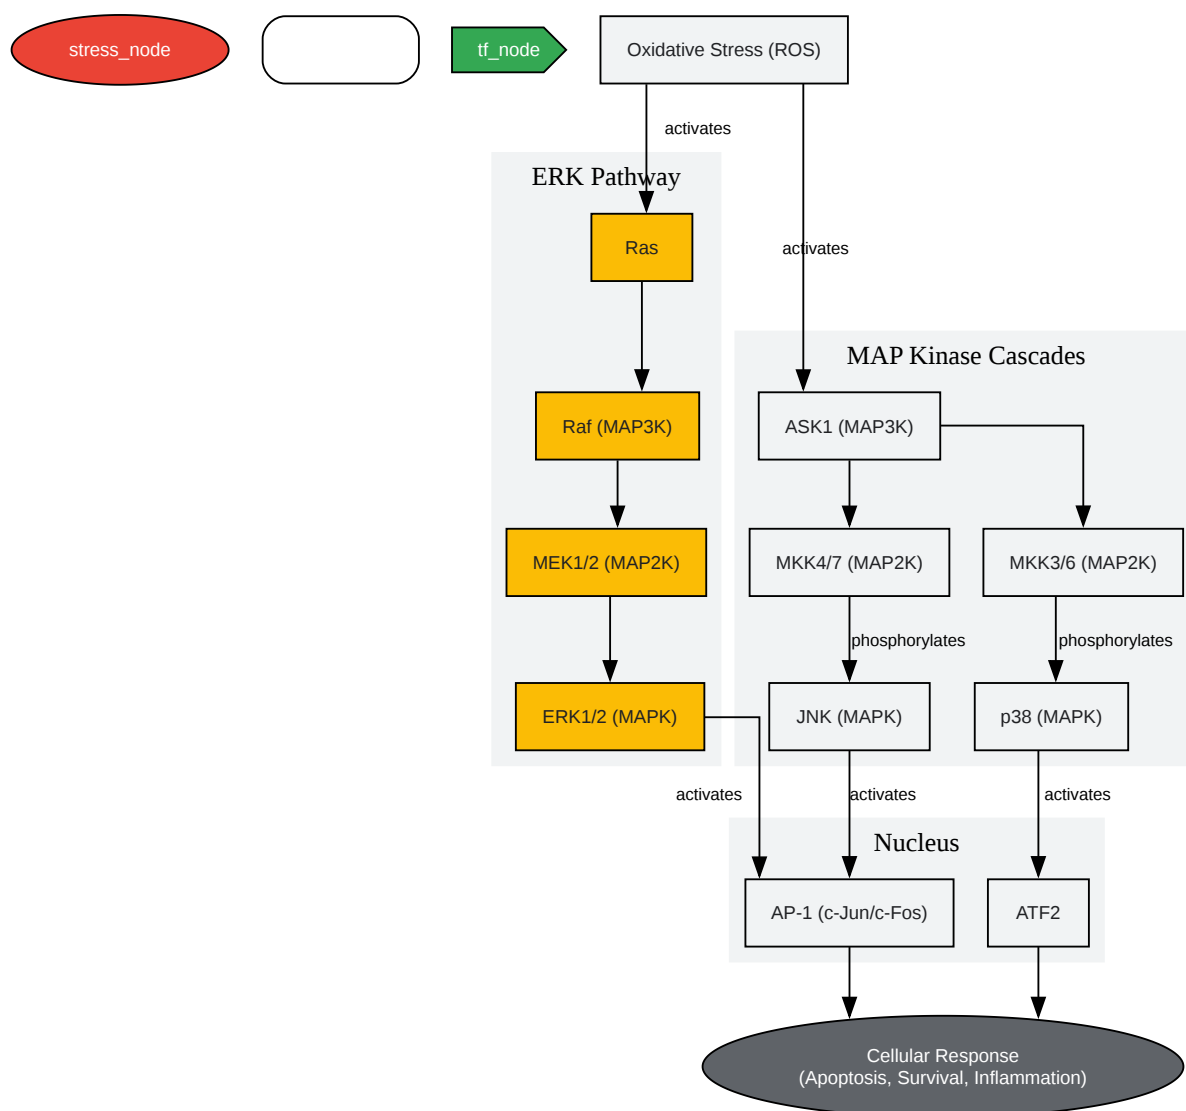 stress_node
tf_node
Oxidative Stress (ROS)
activates
ERK Pathway
Ras
activates
MAP Kinase Cascades
Raf (MAP3K)
ASK1 (MAP3K)
MEK1/2 (MAP2K)
MKK4/7 (MAP2K)
MKK3/6 (MAP2K)
phosphorylates
phosphorylates
ERK1/2 (MAPK)
JNK (MAPK)
p38 (MAPK)
activates
activates
activates
Nucleus
AP-1 (c-Jun/c-Fos)
ATF2
Cellular Response
(Apoptosis, Survival, Inflammation)